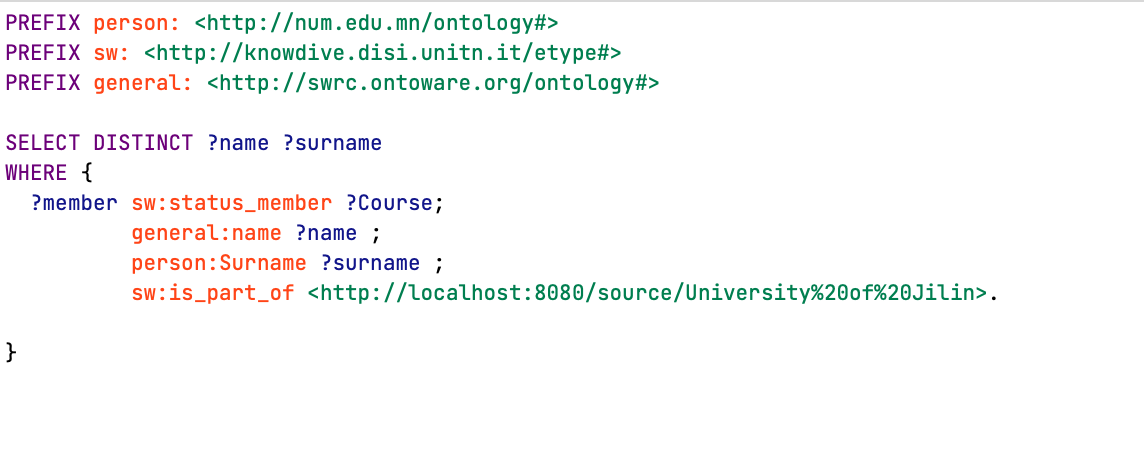 PREFIX person: <http://num.edu.mn/ontology#>
PREFIX sw: <http://knowdive.disi.unitn.it/etype#>
PREFIX general: <http://swrc.ontoware.org/ontology#>
SELECT DISTINCT ?name ?surname
WHERE {
?member sw:status_member ?Course;
general:name ?name ;
person:Surname ?surname ;
sw:is_part_of <http://localhost:8080/source/University%20of%20Jilin>.
}